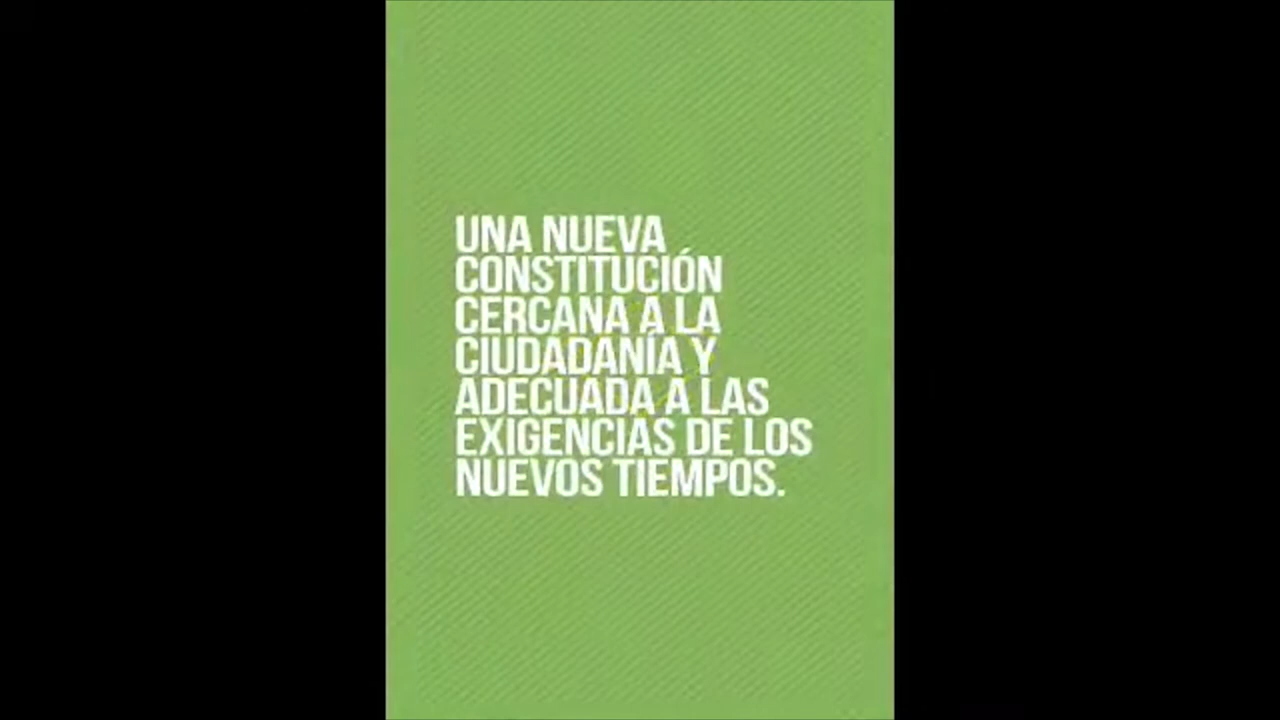 UNA NUEVA
CONSTITUCIÓN
CERCANA A LA
CIUDADANÍA Y
ADECUADA A LAS
EXIGENCIAS DE LOS
NUEVOS TIEMPOS.